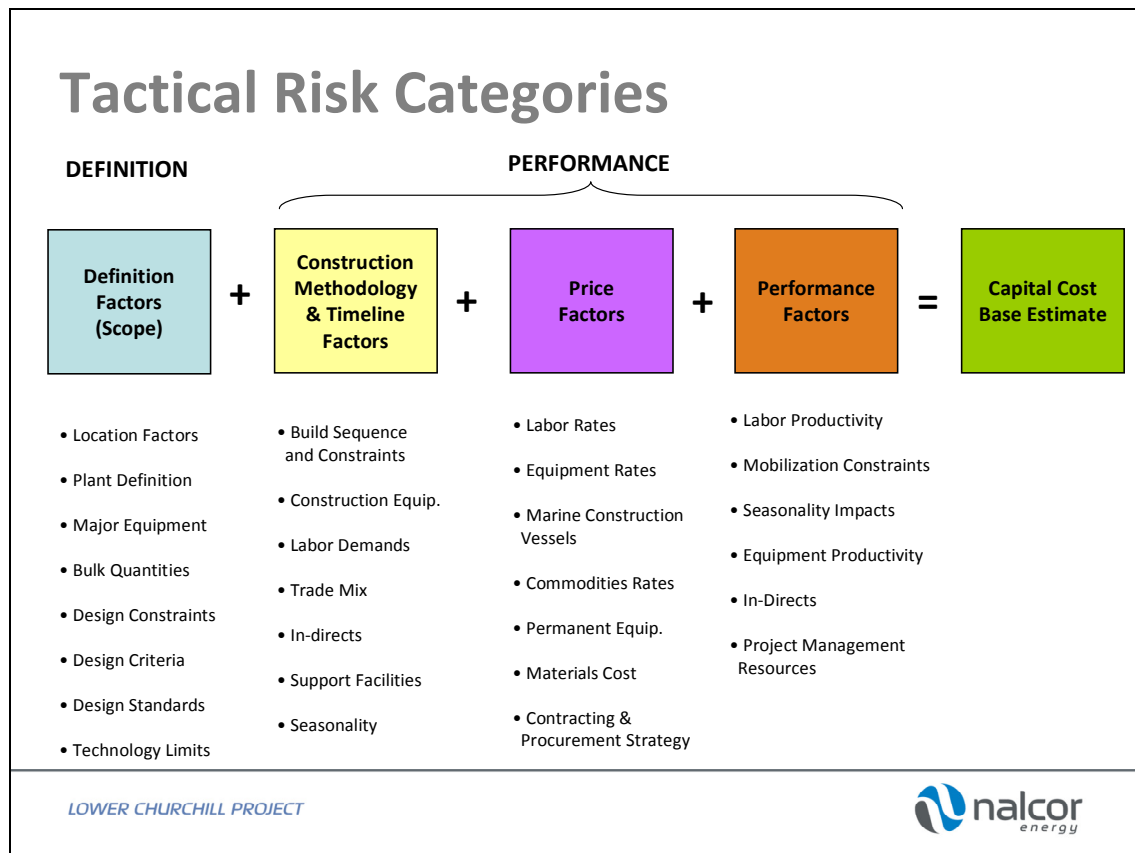 Tactical Risk Categories
DEFINITION
PERFORMANCE
Definition
Factors
(Scope)
+
Construction
Methodology
& Timeline
Factors
+
Price
Factors
+
Performance
Factors
=
Capital Cost
Base Estimate
• Location Factors
• Plant Definition
• Major Equipment
• Bulk Quantities
• Design Constraints
• Design Criteria
• Design Standards
• Technology Limits
• Build Sequence
and Constraints
• Construction Equip.
• Labor Demands
• Trade Mix
• In-directs
• Support Facilities
• Seasonality
• Labor Rates
• Equipment Rates
• Marine Construction
Vessels
• Commodities Rates
• Permanent Equip.
• Materials Cost
• Contracting &
Procurement Strategy
• Labor Productivity
• Mobilization Constraints
• Seasonality Impacts
• Equipment Productivity
• In-Directs
• Project Management
Resources
LOWER CHURCHILL PROJECT
nalcor
energy